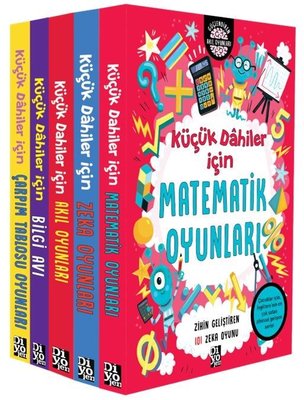 Küçük Dâhiler için
ÇARPIM TABLOSU OYUNLARI
Diyojen
Küçük Dâhiler için
BİLGİ AVI
Diyojen
Küçük Dahiler için
AKIL OYUNLARI
Diyojen
Küçük Dâhiler için
ZEKA OYUNLARI
Diyojen
Küçük Dahiler için
MATEMATİK OYUNLARI
Diyojen
Küçük Dâhiler
için
MATEMATİK
OYUNLARI
ZİHİN GELİŞTİREN
101 ZEKA OYUNU